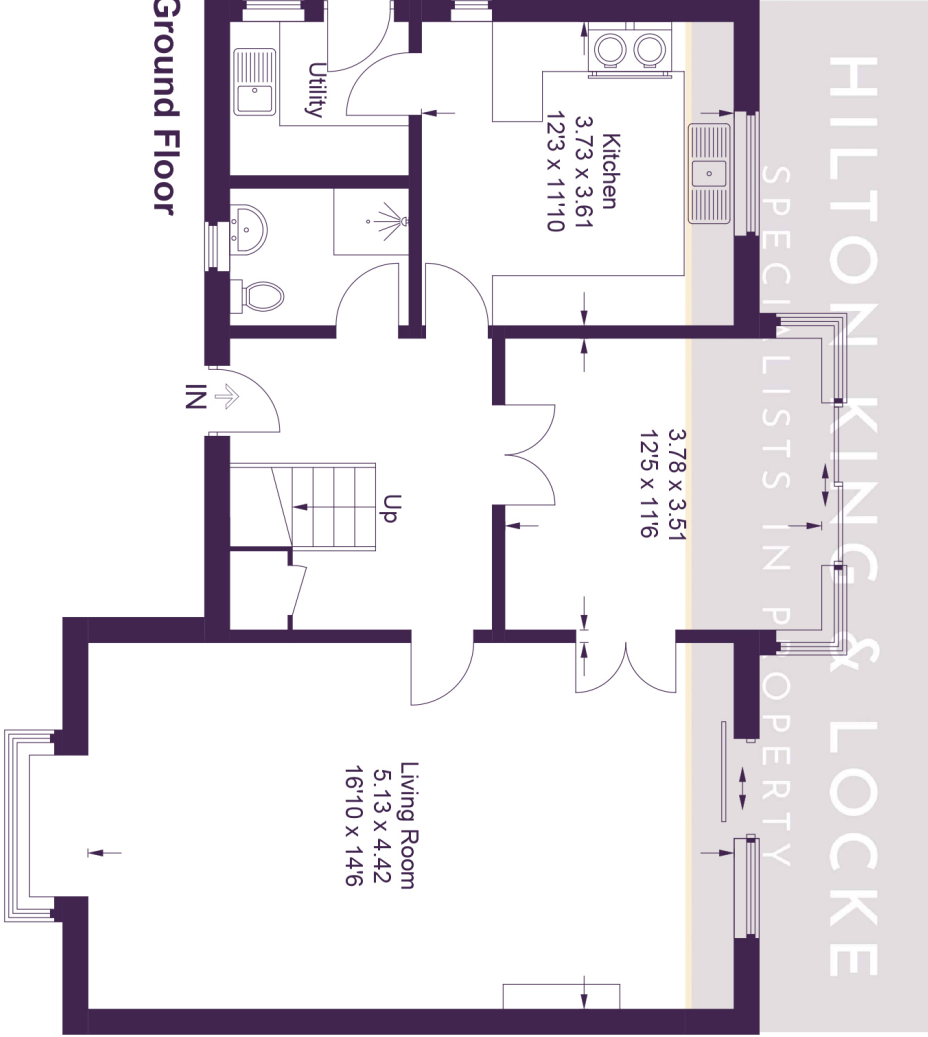 HILTON KING & LOCKE
SPECIALISTS IN PROPERTY
Kitchen
3.73 x 3.61
12'3 x 11'10
3.78 x 3.51
12'5 x 11'6
Utility
Up
Living Room
5.13 x 4.42
16'10 x 14'6
IN
Ground Floor